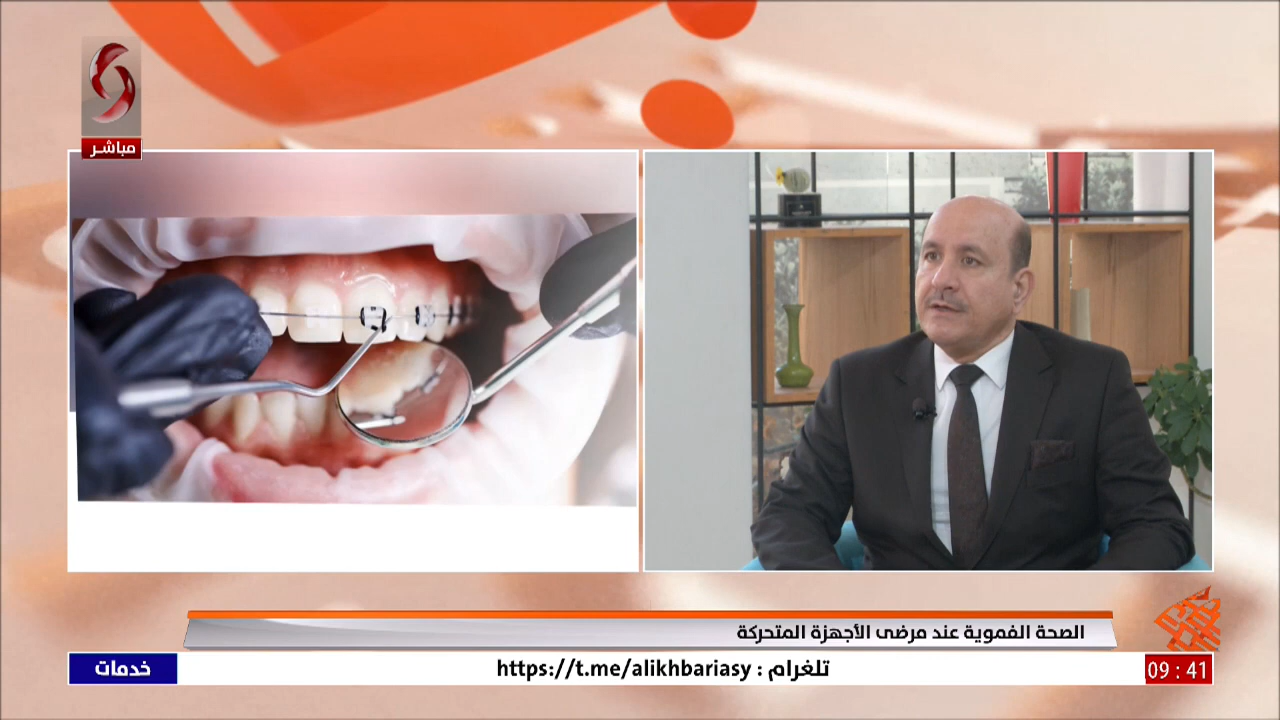 مباشر
الصحة الفموية عند مرضى الأجهزة المتحركة
خدمات
تلغرام : https://t.me/alikhbariasy
09 : 41